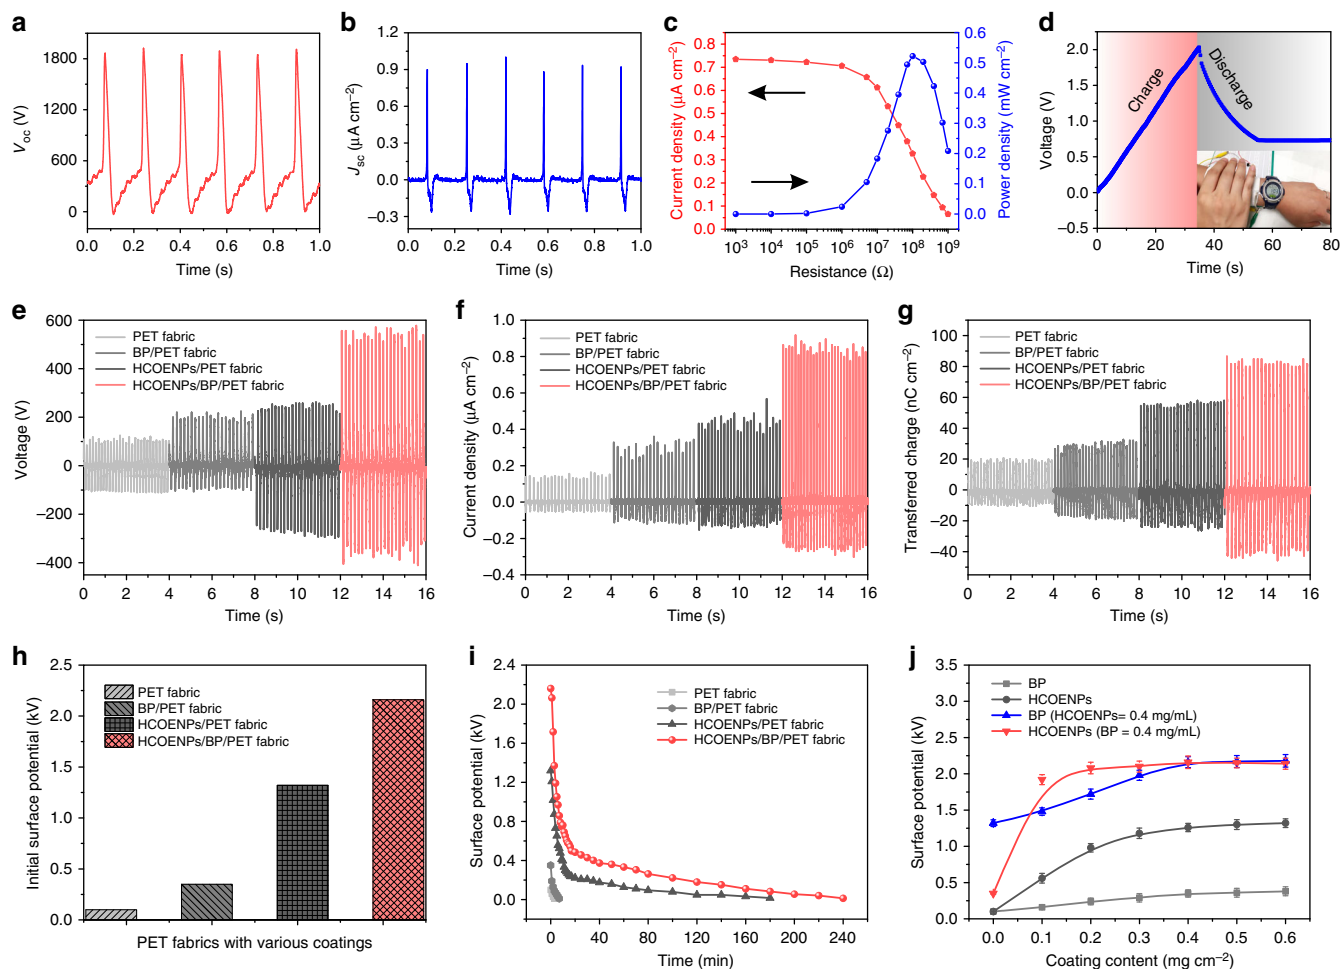 a
1800
1200
600
0
Voc (V)
0.0 0.2 0.4 0.6 0.8 1.0
Time (s)
b
1.2
0.9
0.6
0.3
0.0
−0.3
Jsc (μA cm−2)
0.0 0.2 0.4 0.6 0.8 1.0
Time (s)
c
0.8
0.7
0.6
0.5
0.4
0.3
0.2
0.1
0.0
Current density (μA cm−2)
0.6
0.5
0.4
0.3
0.2
0.1
0.0
Power density (mW cm−2)
10³ 10⁴ 10⁵ 10⁶ 10⁷ 10⁸ 10⁹
Resistance (Ω)
d
2.0
1.5
1.0
0.5
0.0
−0.5
Voltage (V)
Charge
Discharge
0 20 40 60 80
Time (s)
e
600
400
200
0
−200
−400
Voltage (V)
PET fabric
BP/PET fabric
HCOENPs/PET fabric
HCOENPs/BP/PET fabric
0 2 4 6 8 10 12 14 16
Time (s)
f
1.0
0.8
0.6
0.4
0.2
0.0
−0.2
−0.4
Current density (μA cm−2)
PET fabric
BP/PET fabric
HCOENPs/PET fabric
HCOENPs/BP/PET fabric
0 2 4 6 8 10 12 14 16
Time (s)
g
100
80
60
40
20
0
−20
−40
Transferred charge (nC cm−2)
PET fabric
BP/PET fabric
HCOENPs/PET fabric
HCOENPs/BP/PET fabric
0 2 4 6 8 10 12 14 16
Time (s)
h
2.5
2.0
1.5
1.0
0.5
0.0
Initial surface potential (kV)
PET fabric
BP/PET fabric
HCOENPs/PET fabric
HCOENPs/BP/PET fabric
PET fabrics with various coatings
i
2.4
2.0
1.6
1.2
0.8
0.4
0.0
Surface potential (kV)
PET fabric
BP/PET fabric
HCOENPs/PET fabric
HCOENPs/BP/PET fabric
0 40 80 120 160 200 240
Time (min)
j
3.5
3.0
2.5
2.0
1.5
1.0
0.5
0.0
Surface potential (kV)
BP
HCOENPs
BP (HCOENPs= 0.4 mg/mL)
HCOENPs (BP = 0.4 mg/mL)
0.0 0.1 0.2 0.3 0.4 0.5 0.6
Coating content (mg cm−2)